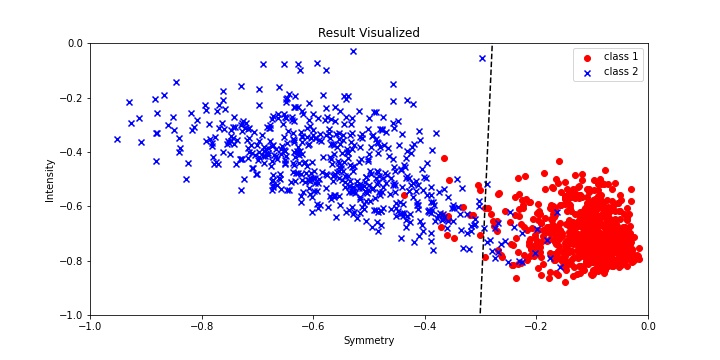 Result Visualized
class 1
class 2
Intensity
0.0
−0.2
−0.4
−0.6
−0.8
−1.0
−1.0 −0.8 −0.6 −0.4 −0.2 0.0
Symmetry